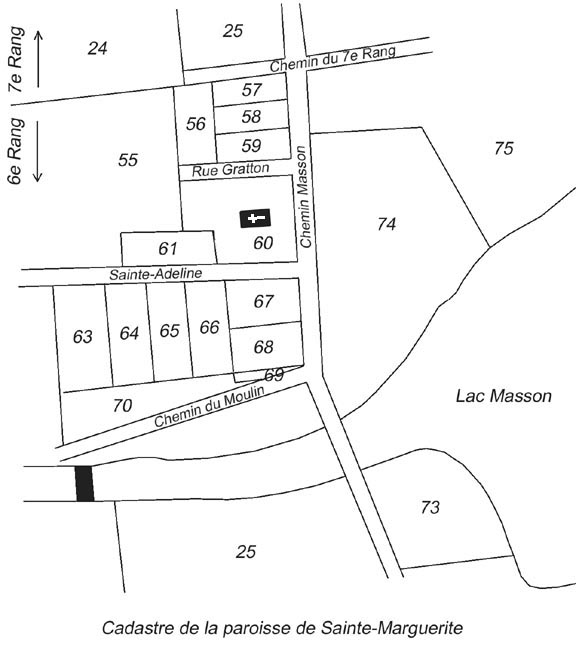 7e Rang
24
25
Chemin du 7e Rang
6e Rang
55
56
57
58
59
75
Rue Gratton
Chemin Masson
74
60
61
Sainte-Adeline
63
64
65
66
67
68
69
70
Chemin du Moulin
Lac Masson
73
25
Cadastre de la paroisse de Sainte-Marguerite